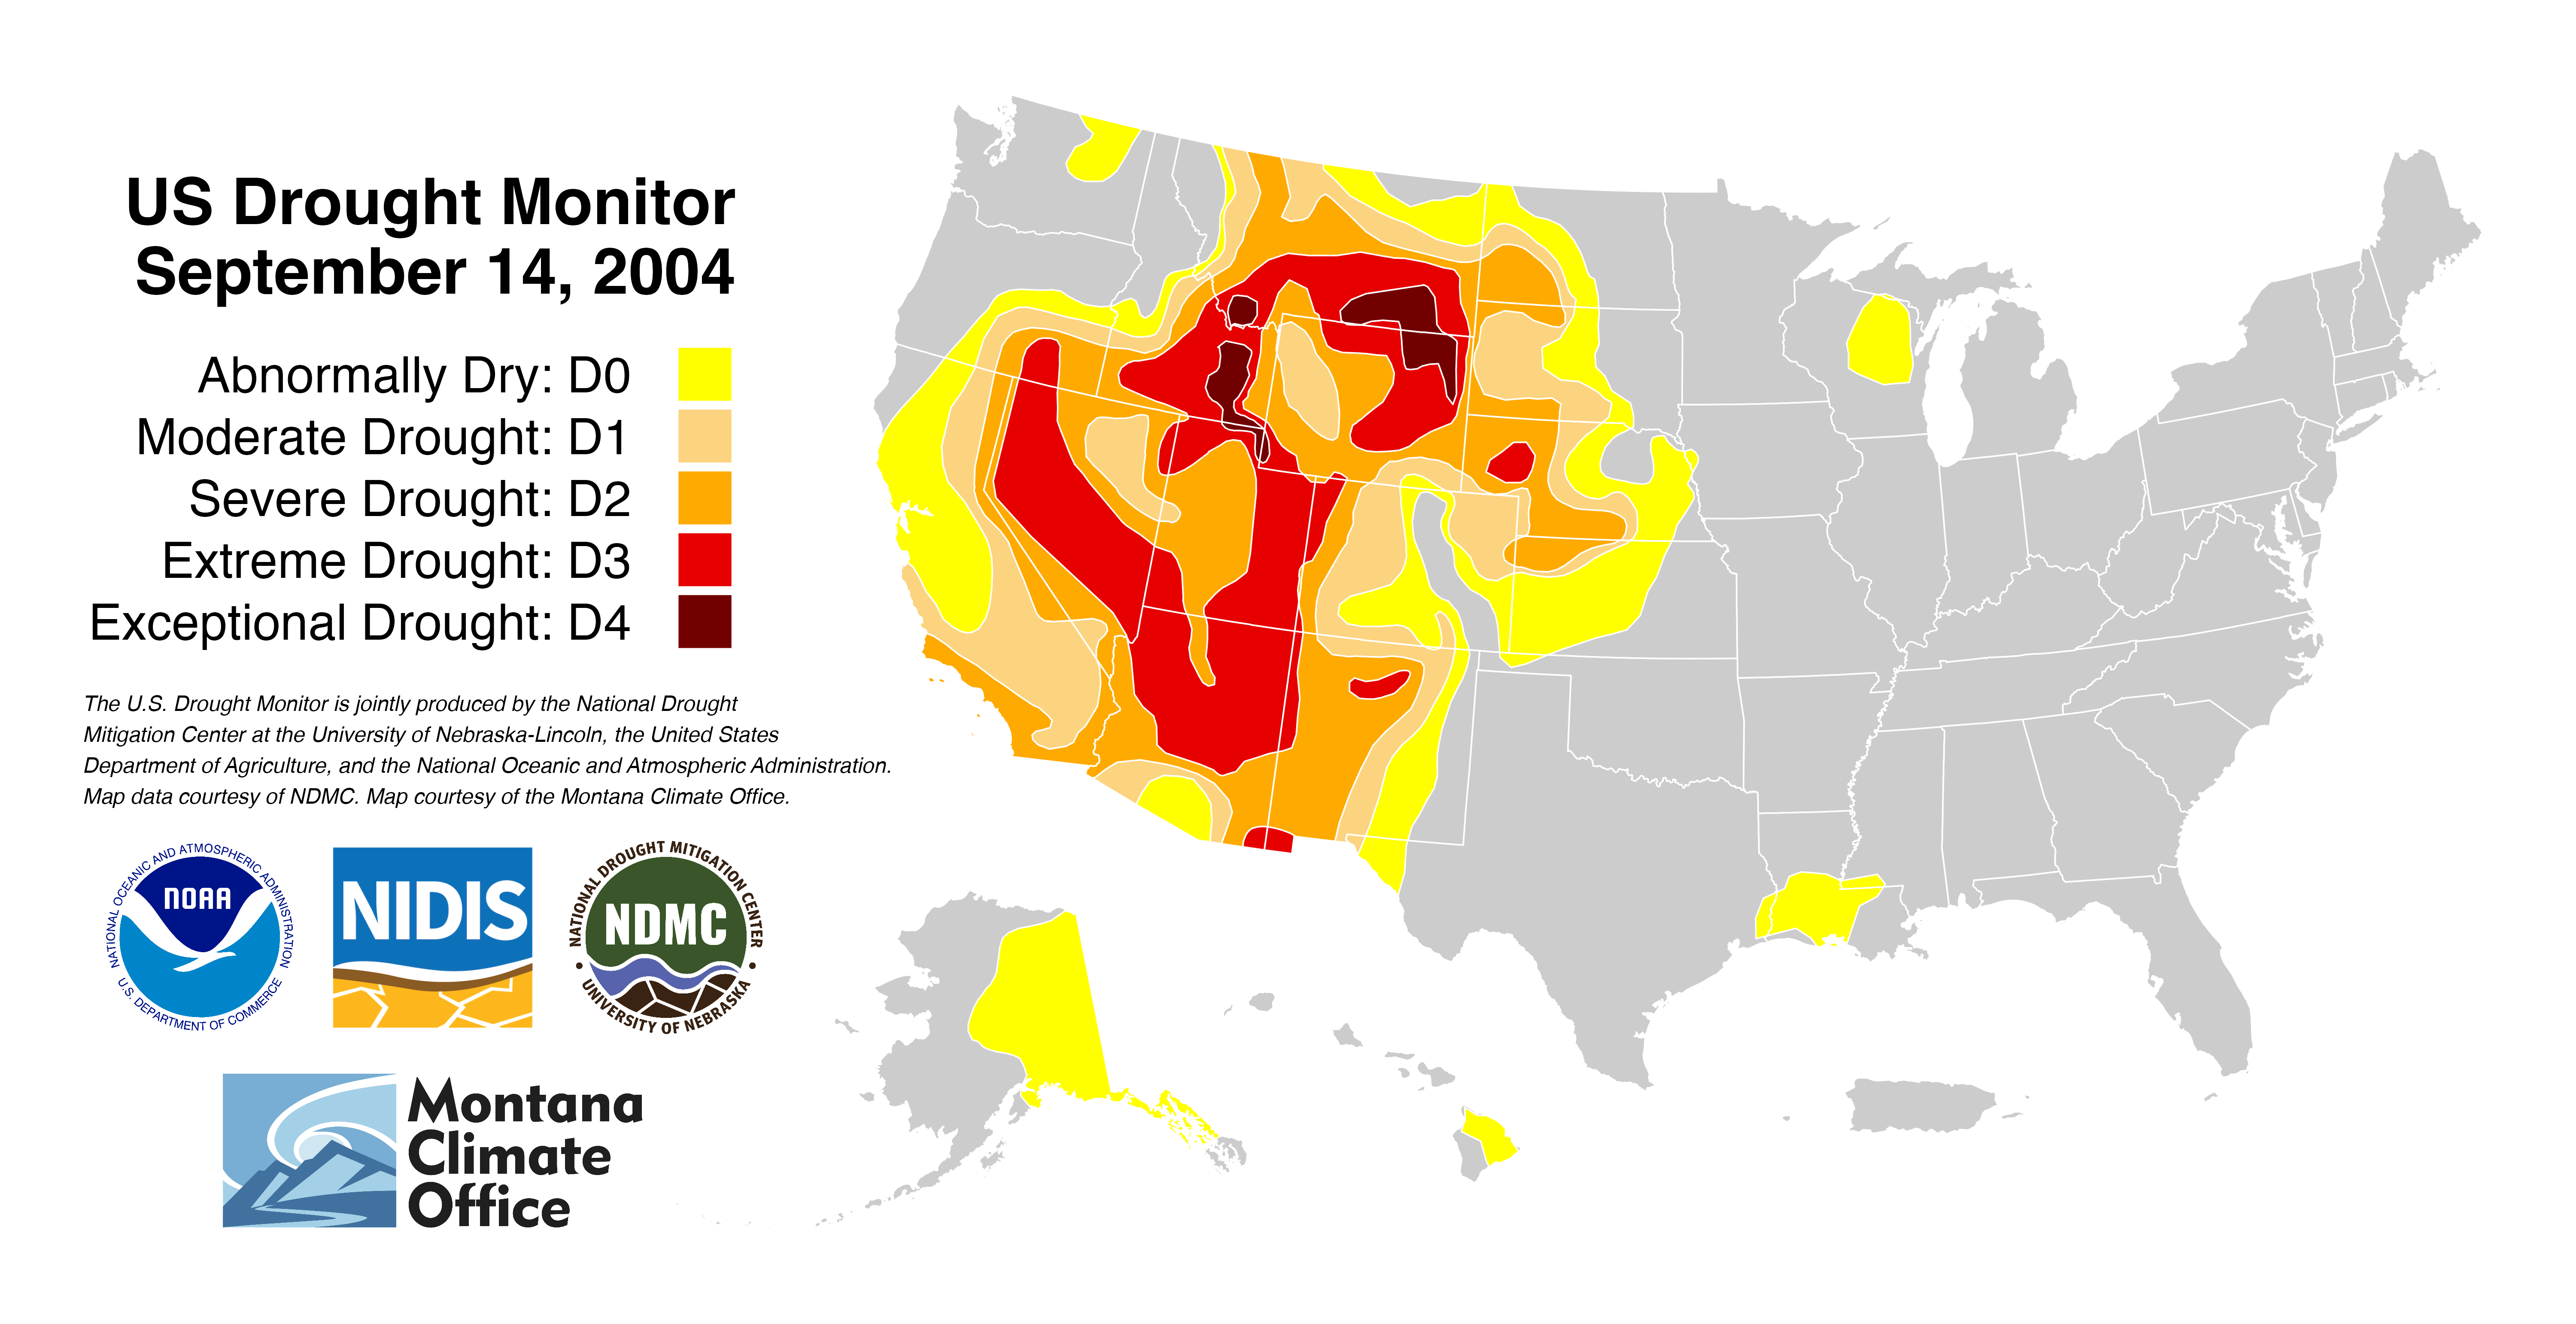 US Drought Monitor
September 14, 2004
Abnormally Dry: D0
Moderate Drought: D1
Severe Drought: D2
Extreme Drought: D3
Exceptional Drought: D4
The U.S. Drought Monitor is jointly produced by the National Drought
Mitigation Center at the University of Nebraska-Lincoln, the United States
Department of Agriculture, and the National Oceanic and Atmospheric Administration.
Map data courtesy of NDMC. Map courtesy of the Montana Climate Office.
NATIONAL OCEANIC AND ATMOSPHERIC ADMINISTRATION
NOAA
U.S. DEPARTMENT OF COMMERCE
NIDIS
NATIONAL DROUGHT MITIGATION CENTER
NDMC
UNIVERSITY OF NEBRASKA
Montana
Climate
Office